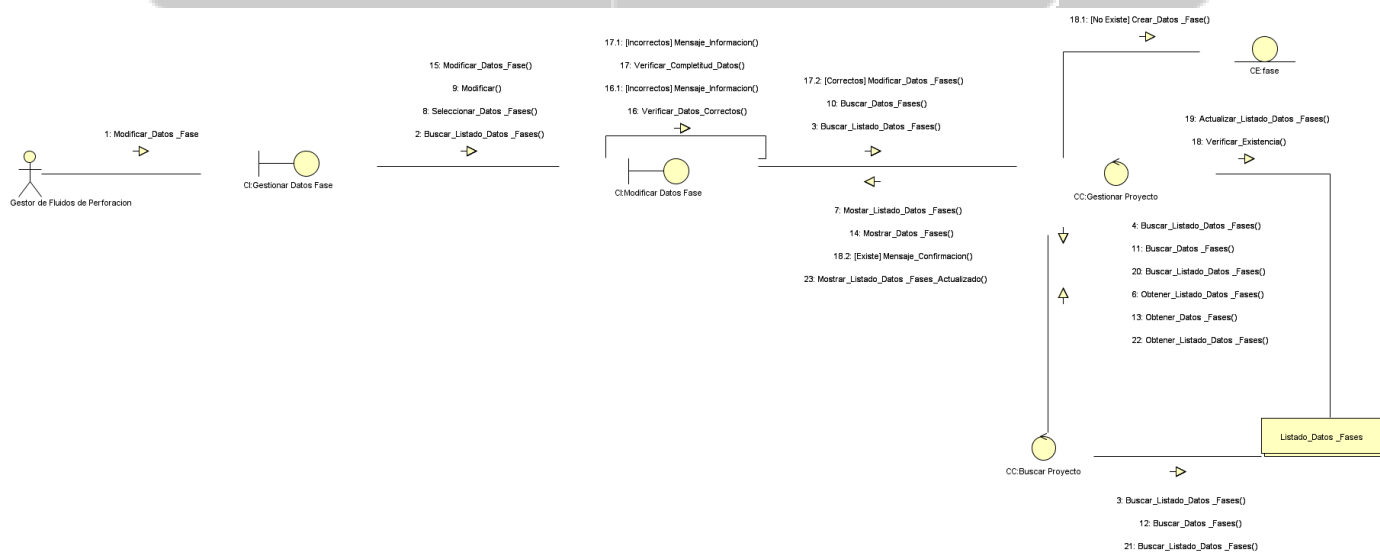 18.1: [No Existe] Crear_Datos _Fase()
CE:fase
17.1: [Incorrectos] Mensaje_Informacion()
17: Verificar_Completitud_Datos()
16.1: [Incorrectos] Mensaje_Informacion()
16: Verificar_Datos_Correctos()
15: Modificar_Datos_Fase()
9: Modificar()
8: Seleccionar_Datos _Fases()
2: Buscar_Listado_Datos _Fases()
17.2: [Correctos] Modificar_Datos _Fases()
10: Buscar_Datos_Fases()
3: Buscar_Listado_Datos _Fases()
19: Actualizar_Listado_Datos _Fases()
18: Verificar_Existencia()
1: Modificar_Datos _Fase
Gestor de Fluidos de Perforacion
CI:Gestionar Datos Fase
CI:Modificar Datos Fase
CC:Gestionar Proyecto
7: Mostar_Listado_Datos _Fases()
14: Mostrar_Datos _Fases()
18.2: [Existe] Mensaje_Confirmacion()
23: Mostrar_Listado_Datos _Fases_Actualizado()
4: Buscar_Listado_Datos _Fases()
11: Buscar_Datos _Fases()
20: Buscar_Listado_Datos _Fases()
6: Obtener_Listado_Datos _Fases()
13: Obtener_Datos _Fases()
22: Obtener_Listado_Datos _Fases()
Listado_Datos _Fases
CC:Buscar Proyecto
3: Buscar_Listado_Datos _Fases()
12: Buscar_Datos _Fases()
21: Buscar_Listado_Datos _Fases()